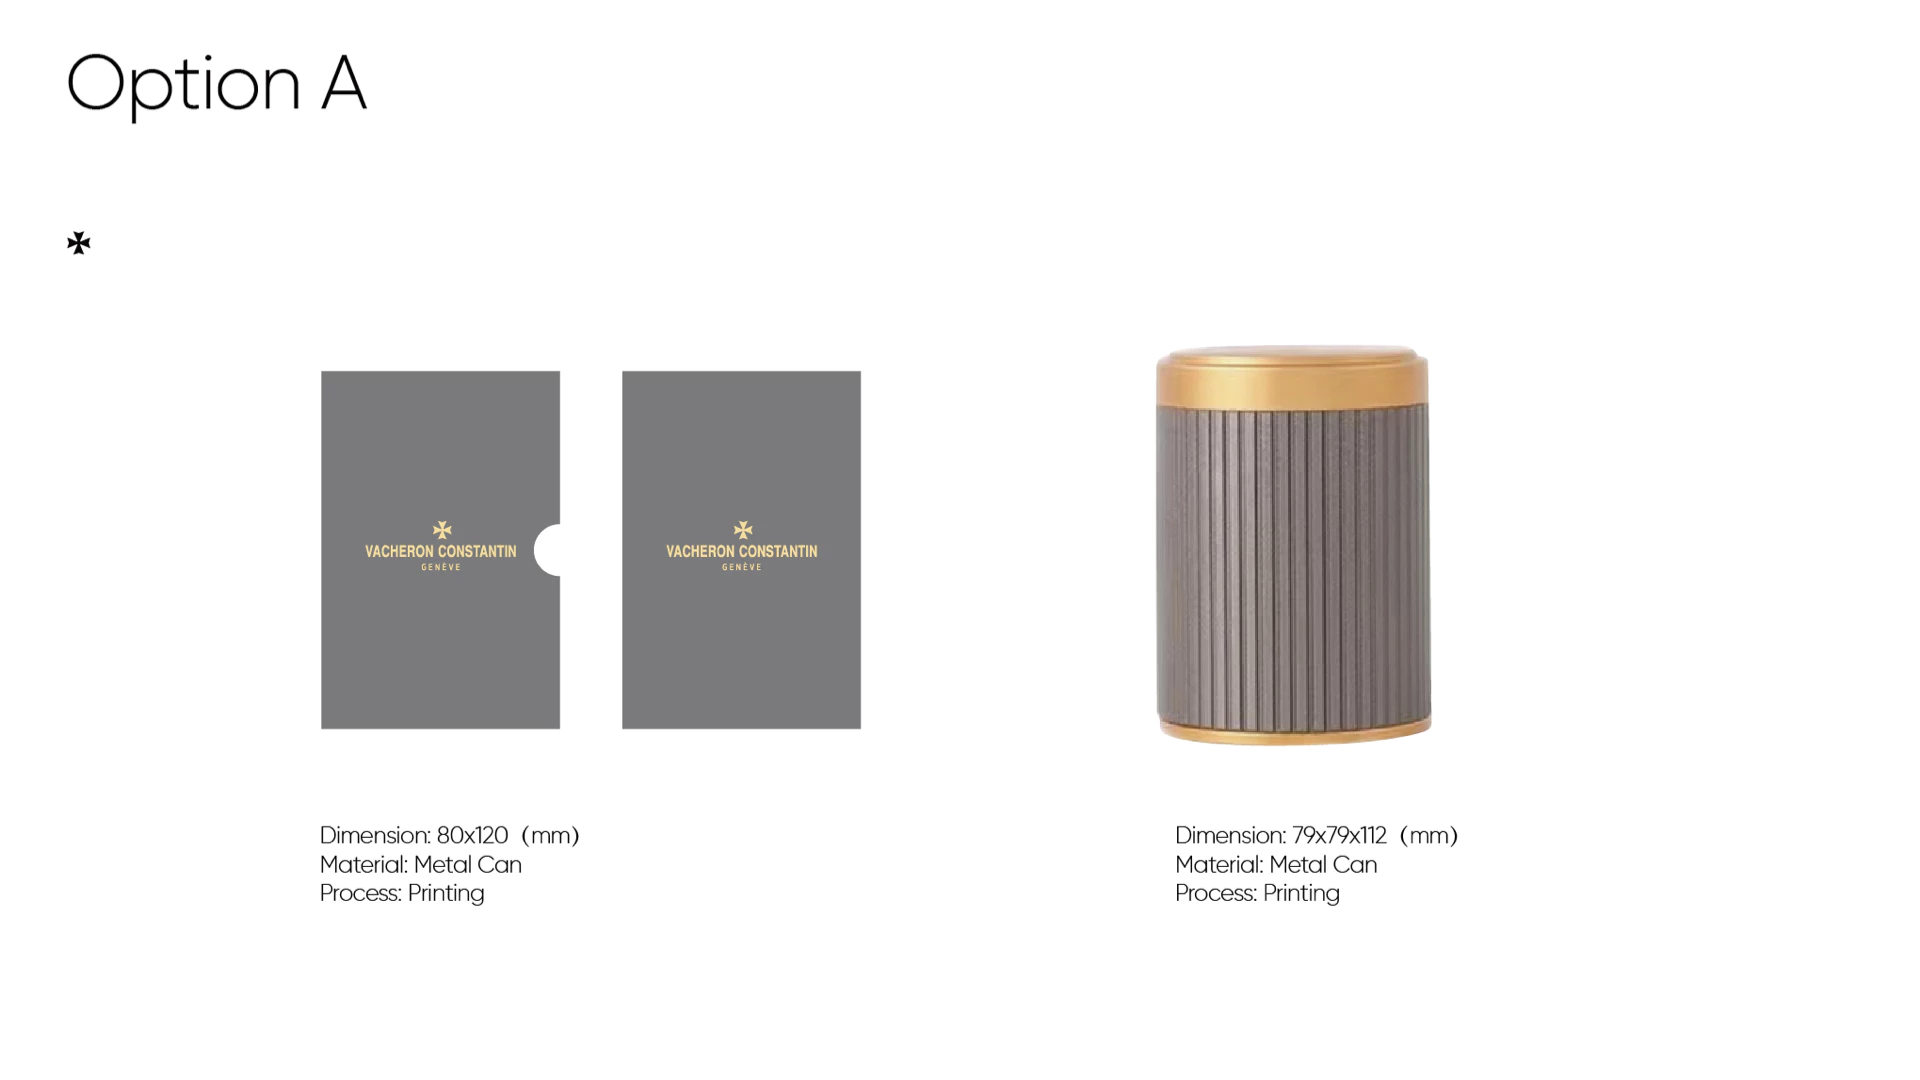 Option A
VACHERON CONSTANTIN
GENÈVE
VACHERON CONSTANTIN
GENÈVE
Dimension: 80x120（mm）
Material: Metal Can
Process: Printing
Dimension: 79x79x112（mm）
Material: Metal Can
Process: Printing